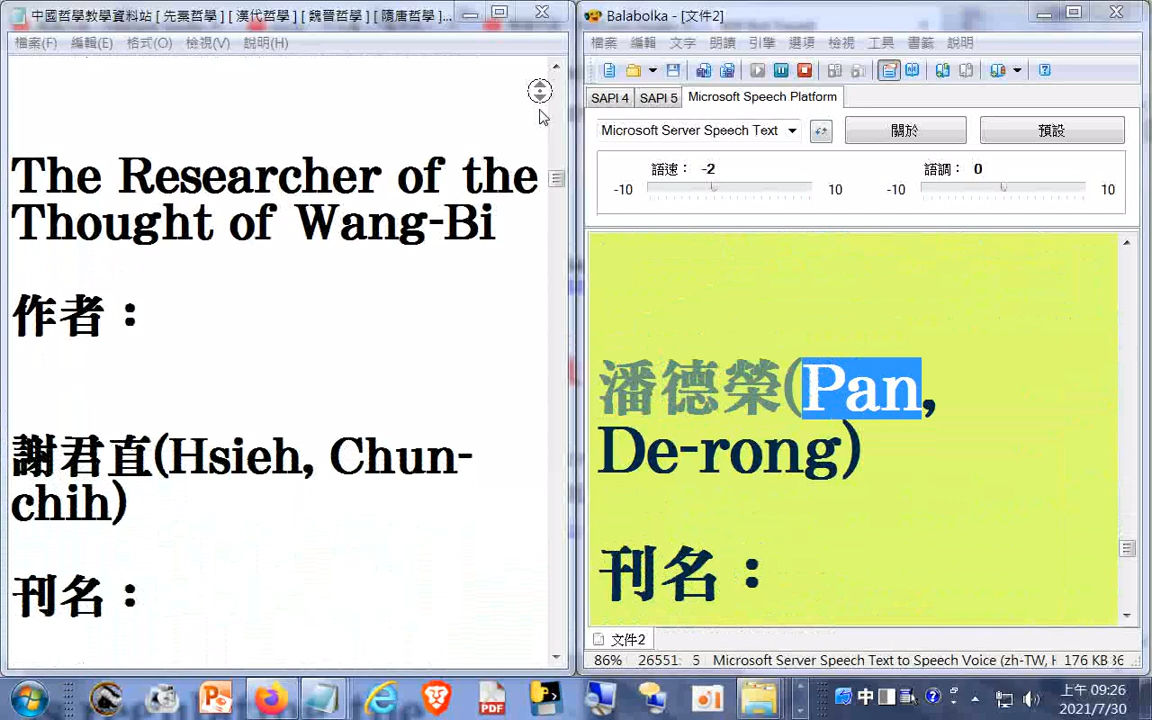 中國哲學教學資料站 [ 先秦哲學 ] [ 漢代哲學 ] [ 魏晉哲學 ] [ 隋唐哲學 ]...
檔案(F) 編輯(E) 格式(O) 檢視(V) 說明(H)
The Researcher of the
Thought of Wang-Bi
作者：
謝君直(Hsieh, Chun-
chih)
刊名：
Balabolka - [文件2]
檔案 編輯 文字 朗讀 引擎 選項 檢視 工具 書籤 說明
SAPI 4 SAPI 5 Microsoft Speech Platform
Microsoft Server Speech Text 關於 預設
語速： -2 語調： 0
-10 10 -10 10
潘德榮(Pan,
De-rong)
刊名：
文件2
86% 26551: 5 Microsoft Server Speech Text to Speech Voice (zh-TW, H 176 KB
中 上午 09:26
2021/7/30